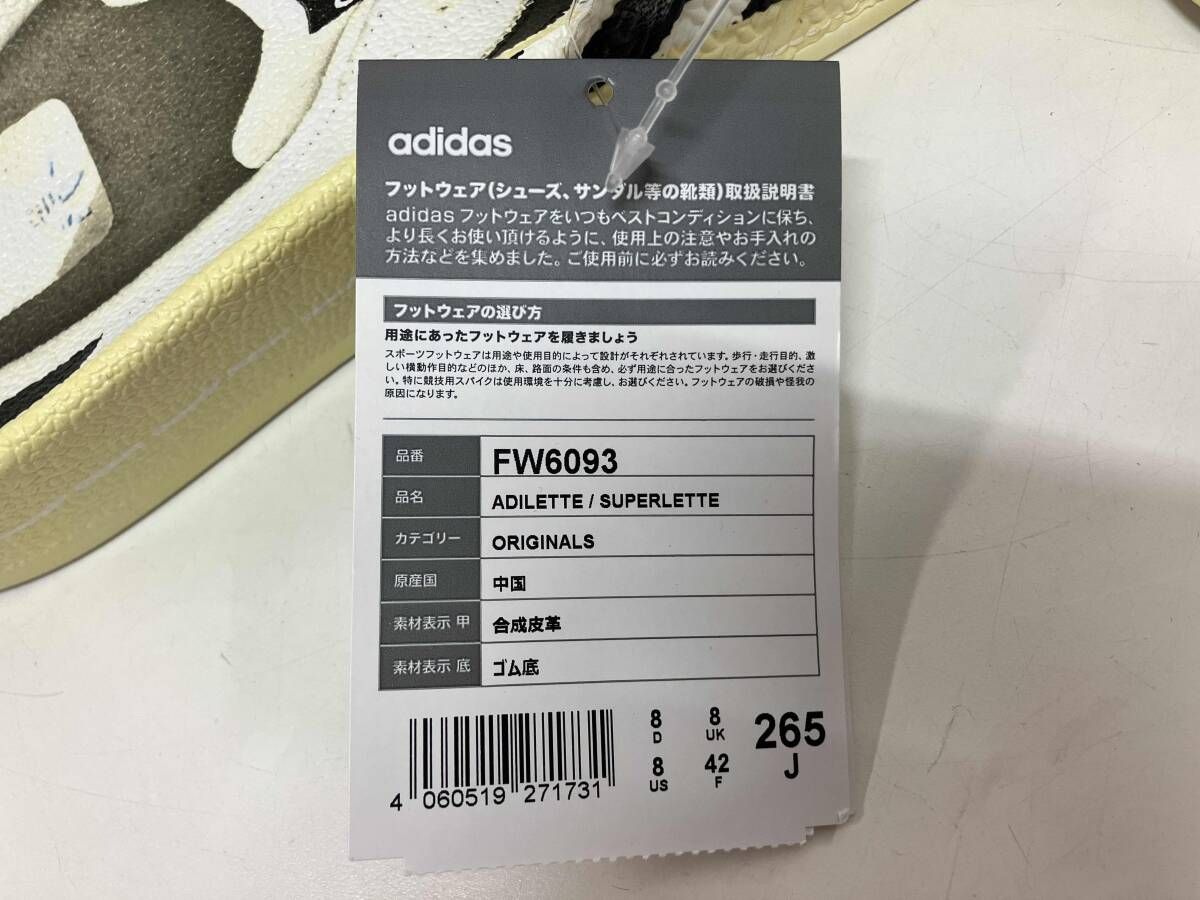 adidas
フットウェア(シューズ、サンダル等の靴類)取扱説明書
adidas フットウェアをいつもベストコンディションに保ち、
より長くお使い頂けるように、使用上の注意やお手入れの
方法などを集めました。ご使用前に必ずお読みください。
フットウェアの選び方
用途にあったフットウェアを履きましょう
スポーツフットウェアは用途や使用目的によって設計がそれぞれされています。歩行・走行目的、激
しい横動作目的などのほか、床、路面の条件も含め、必ず用途に合ったフットウェアをお選びくださ
い。特に競技用スパイクは使用環境を十分に考慮し、お選びください。フットウェアの破損や怪我の
原因になります。
品番 FW6093
品名 ADILETTE / SUPERLETTE
カテゴリー ORIGINALS
原産国 中国
素材表示 甲 合成皮革
素材表示 底 ゴム底
8 8 265
D UK
8 42 J
US F
4 060519 271731